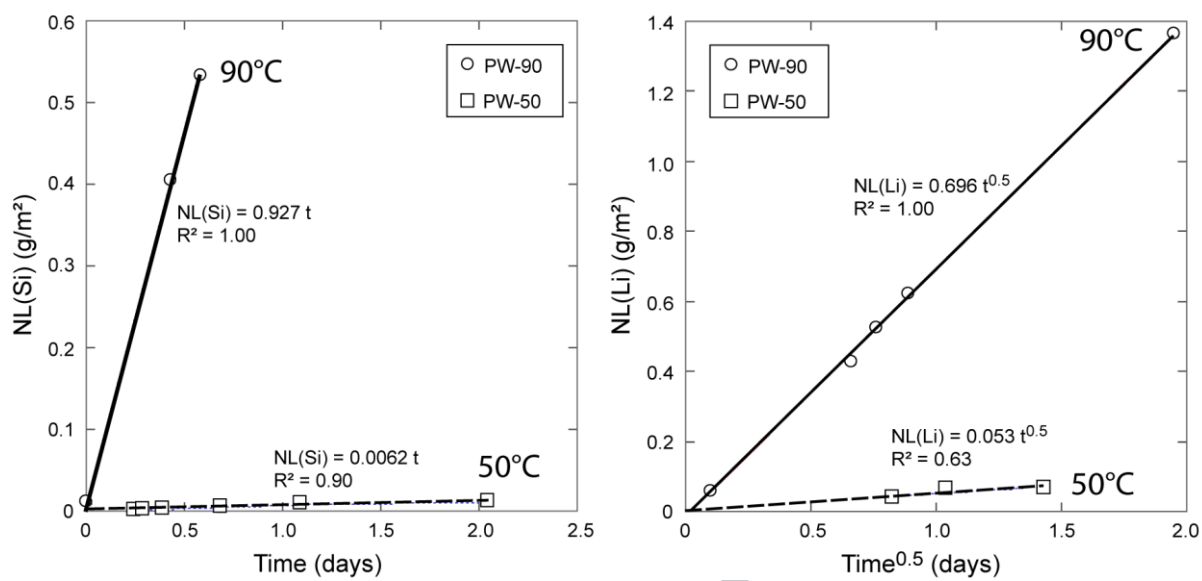 0.6
0.5
0.4
0.3
0.2
0.1
0
NL(Si) (g/m²)
90°C
PW-90
PW-50
NL(Si) = 0.927 t
R² = 1.00
NL(Si) = 0.0062 t
R² = 0.90
50°C
0 0.5 1.0 1.5 2.0 2.5
Time (days)
1.4
1.2
1.0
0.8
0.6
0.4
0.2
0
NL(Li) (g/m²)
90°C
PW-90
PW-50
NL(Li) = 0.696 t^0.5
R² = 1.00
NL(Li) = 0.053 t^0.5
R² = 0.63
50°C
0 0.5 1.0 1.5 2.0
Time^0.5 (days)